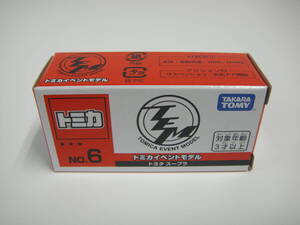 トミカ
NO.6
TEM
TOMICA EVENT MODEL
トミカイベントモデル
トヨタ スープラ
TAKARA
TOMY
対象年齢
3才以上